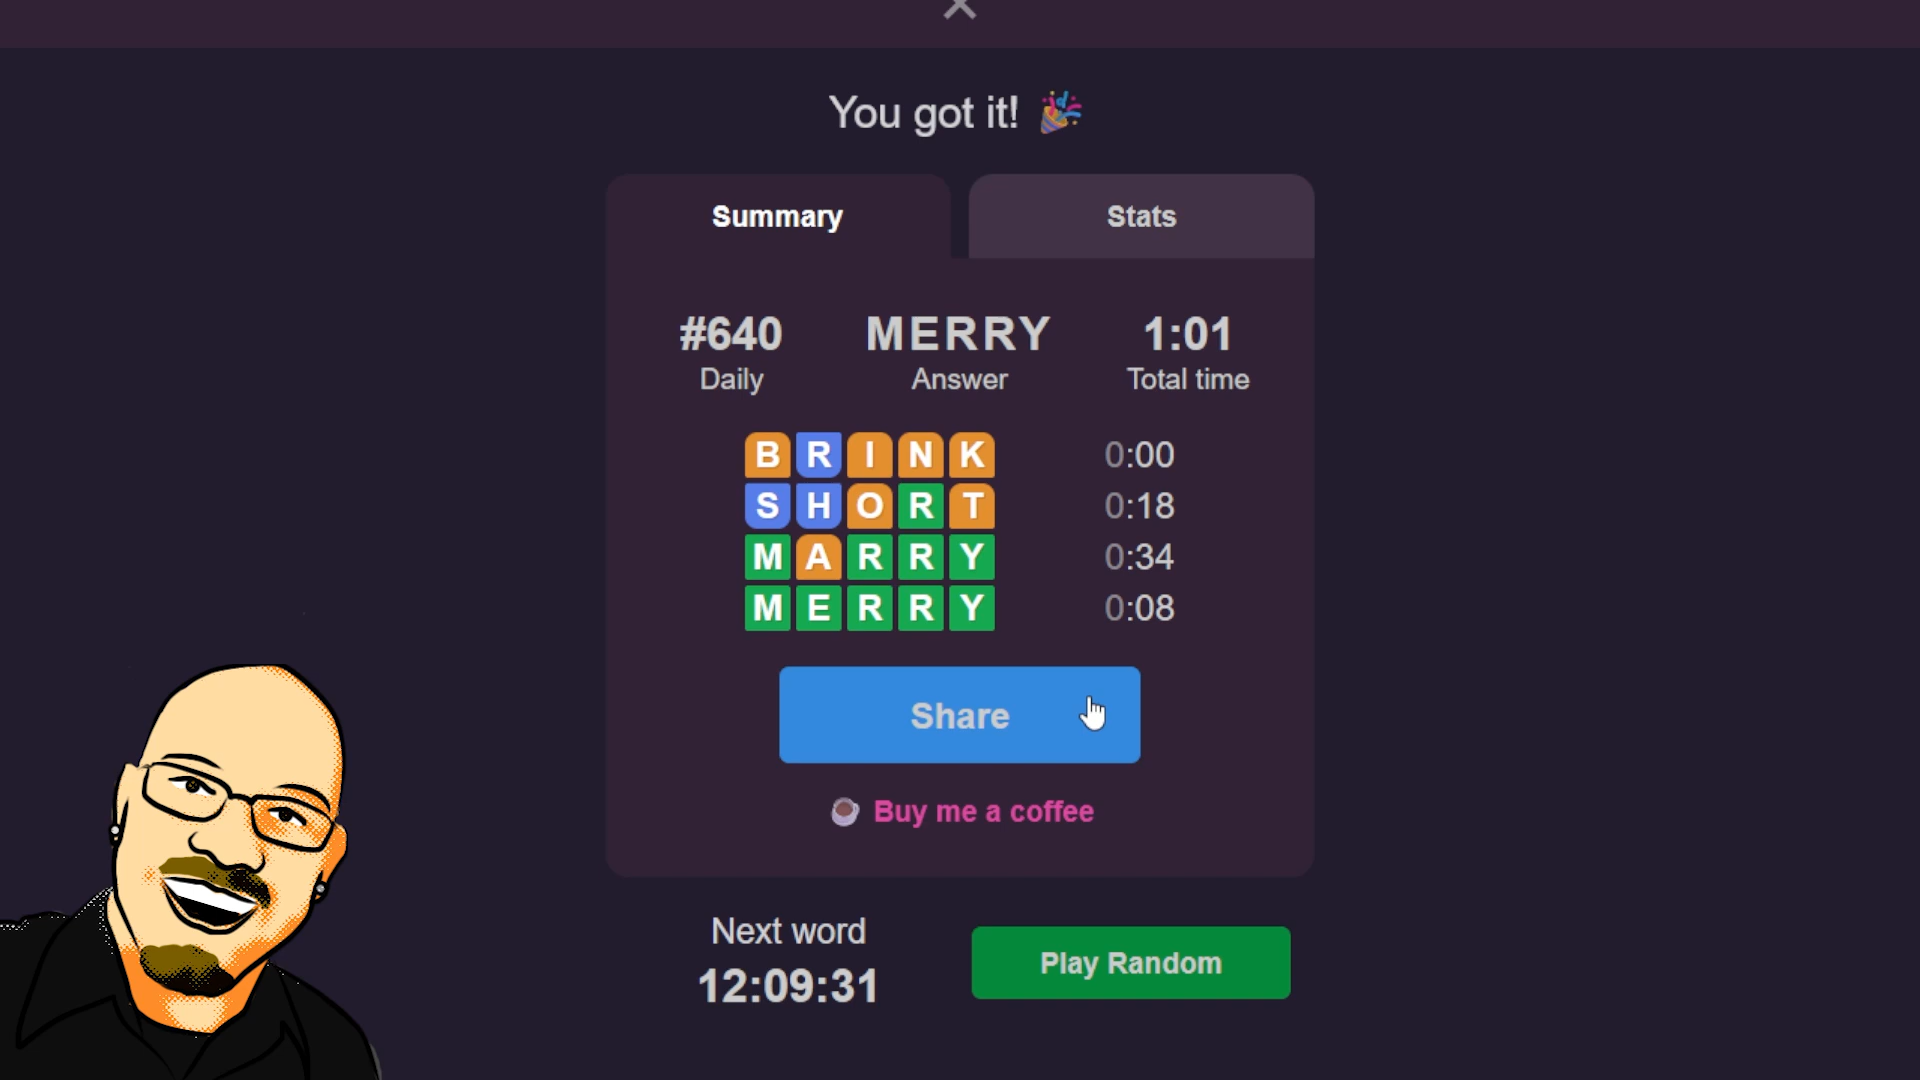 You got it!
Summary
Stats
#640
MERRY
1:01
Daily
Answer
Total time
BRINK 0:00
SHORT 0:18
MARRY 0:34
MERRY 0:08
Share
Buy me a coffee
Next word
12:09:31
Play Random